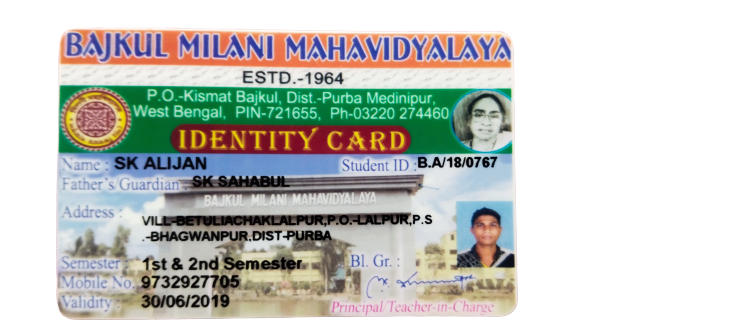 BAJKUL MILANI MAHAVIDYALAYA
ESTD.-1964
P.O.-Kismat Bajkul, Dist.-Purba Medinipur,
West Bengal, PIN-721655, Ph-03220 274460
IDENTITY CARD
Name : SK ALIJAN Student ID : B.A/18/0767
Father's/Guardian : SK SAHABUL
BAJKUL MILANI MAHAVIDYALAYA
Address : VILL-BETULIACHAKLALPUR,P.O.-LALPUR,P.S
.-BHAGWANPUR,DIST-PURBA
Semester : 1st & 2nd Semester Bl. Gr. :
Mobile No. 9732927705
Validity : 30/06/2019
Principal/Teacher-in-Charge